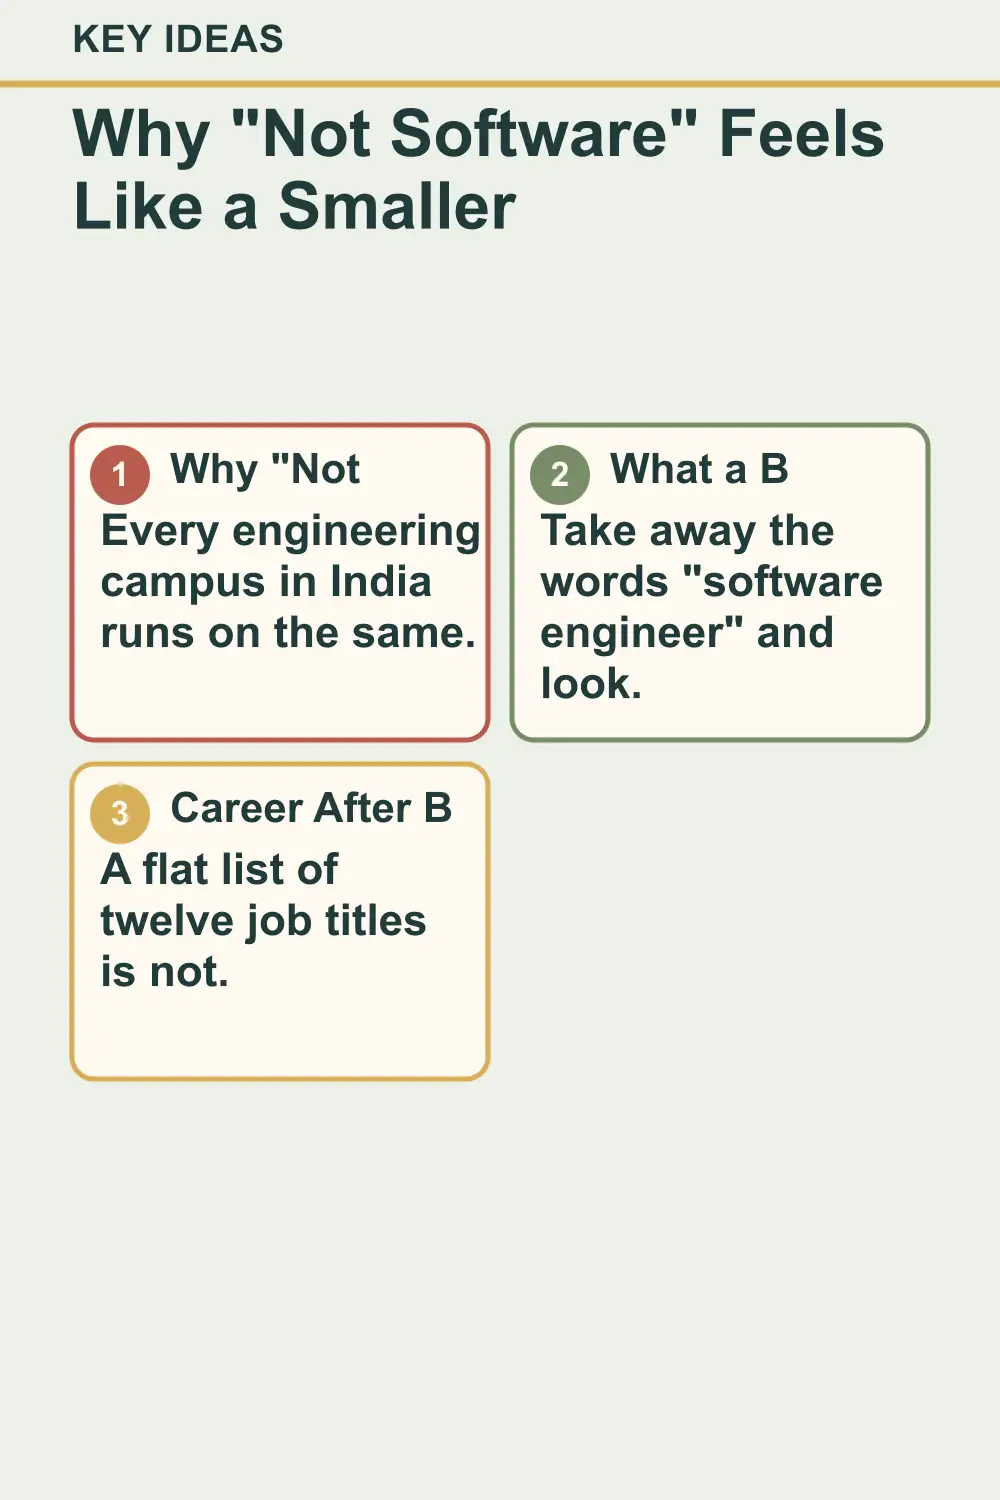 KEY IDEAS
Why "Not Software" Feels
Like a Smaller
1
Why "Not
Every engineering
campus in India
runs on the same.
2
What a B
Take away the
words "software
engineer" and
look.
3
Career After B
A flat list of
twelve job titles
is not.